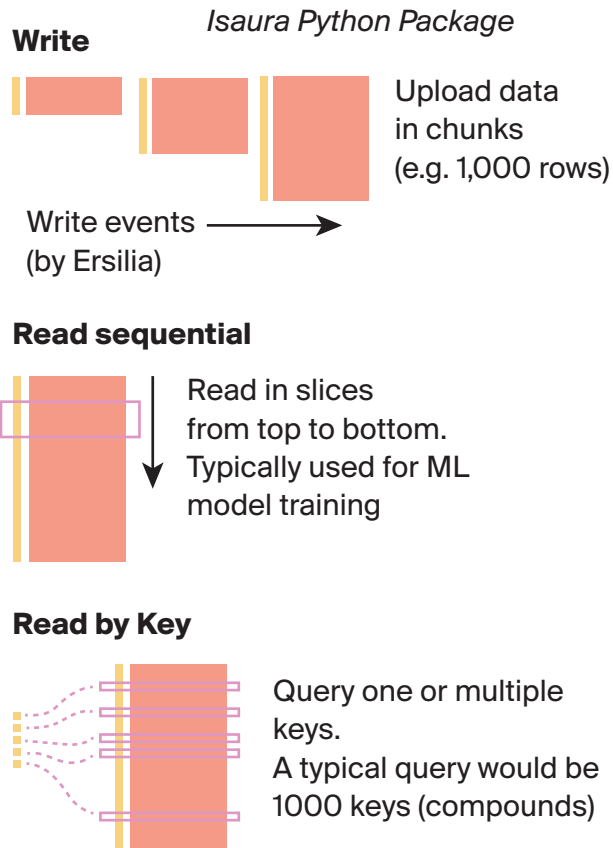 Isaura Python Package
Write
Upload data
in chunks
(e.g. 1,000 rows)
Write events
(by Ersilia)
Read sequential
Read in slices
from top to bottom.
Typically used for ML
model training
Read by Key
Query one or multiple
keys.
A typical query would be
1000 keys (compounds)